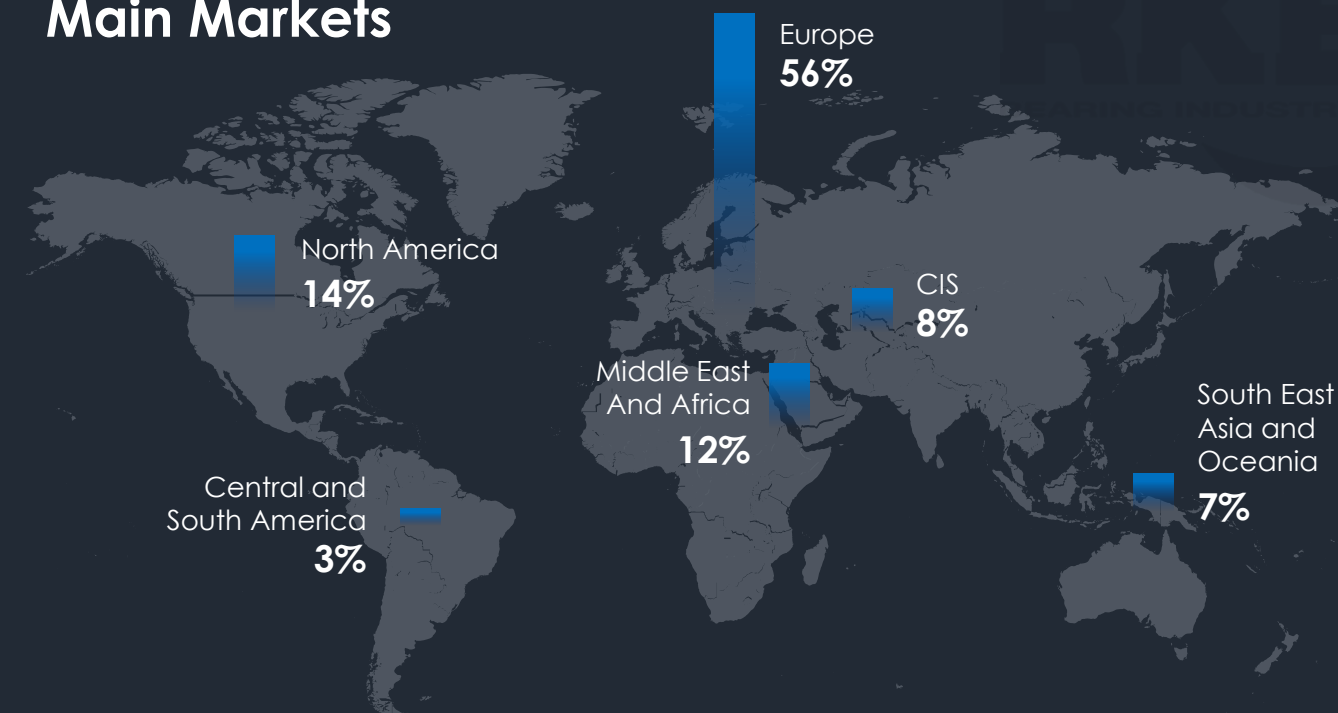 Main Markets
Europe
56%
North America
14%
CIS
8%
Middle East
And Africa
12%
South East
Asia and
Oceania
7%
Central and
South America
3%